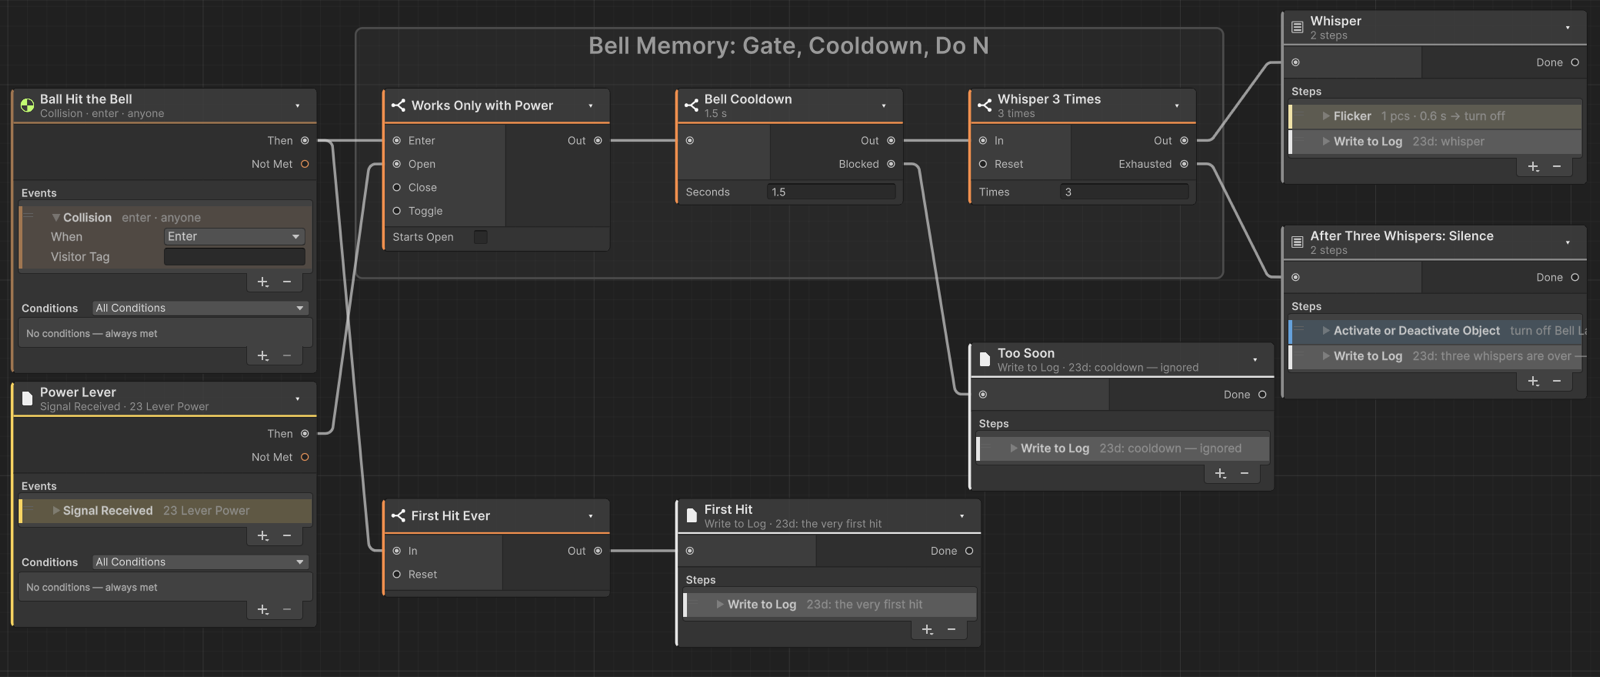 Bell Memory: Gate, Cooldown, Do N
Ball Hit the Bell
Collision · enter · anyone
Then
Not Met
Events
Collision enter · anyone
When Enter
Visitor Tag
Conditions All Conditions
No conditions — always met
Power Lever
Signal Received · 23 Lever Power
Then
Not Met
Events
Signal Received 23 Lever Power
Conditions All Conditions
No conditions — always met
Works Only with Power
Enter Out
Open
Close
Toggle
Starts Open
Bell Cooldown
1.5 s
Out
Blocked
Seconds 1.5
Whisper 3 Times
3 times
In Out
Reset Exhausted
Times 3
Whisper
2 steps
Done
Steps
Flicker 1 pcs · 0.6 s → turn off
Write to Log 23d: whisper
After Three Whispers: Silence
2 steps
Done
Steps
Activate or Deactivate Object turn off Bell La
Write to Log 23d: three whispers are over —
Too Soon
Write to Log · 23d: cooldown — ignored
Done
Steps
Write to Log 23d: cooldown — ignored
First Hit Ever
In Out
Reset
First Hit
Write to Log · 23d: the very first hit
Done
Steps
Write to Log 23d: the very first hit